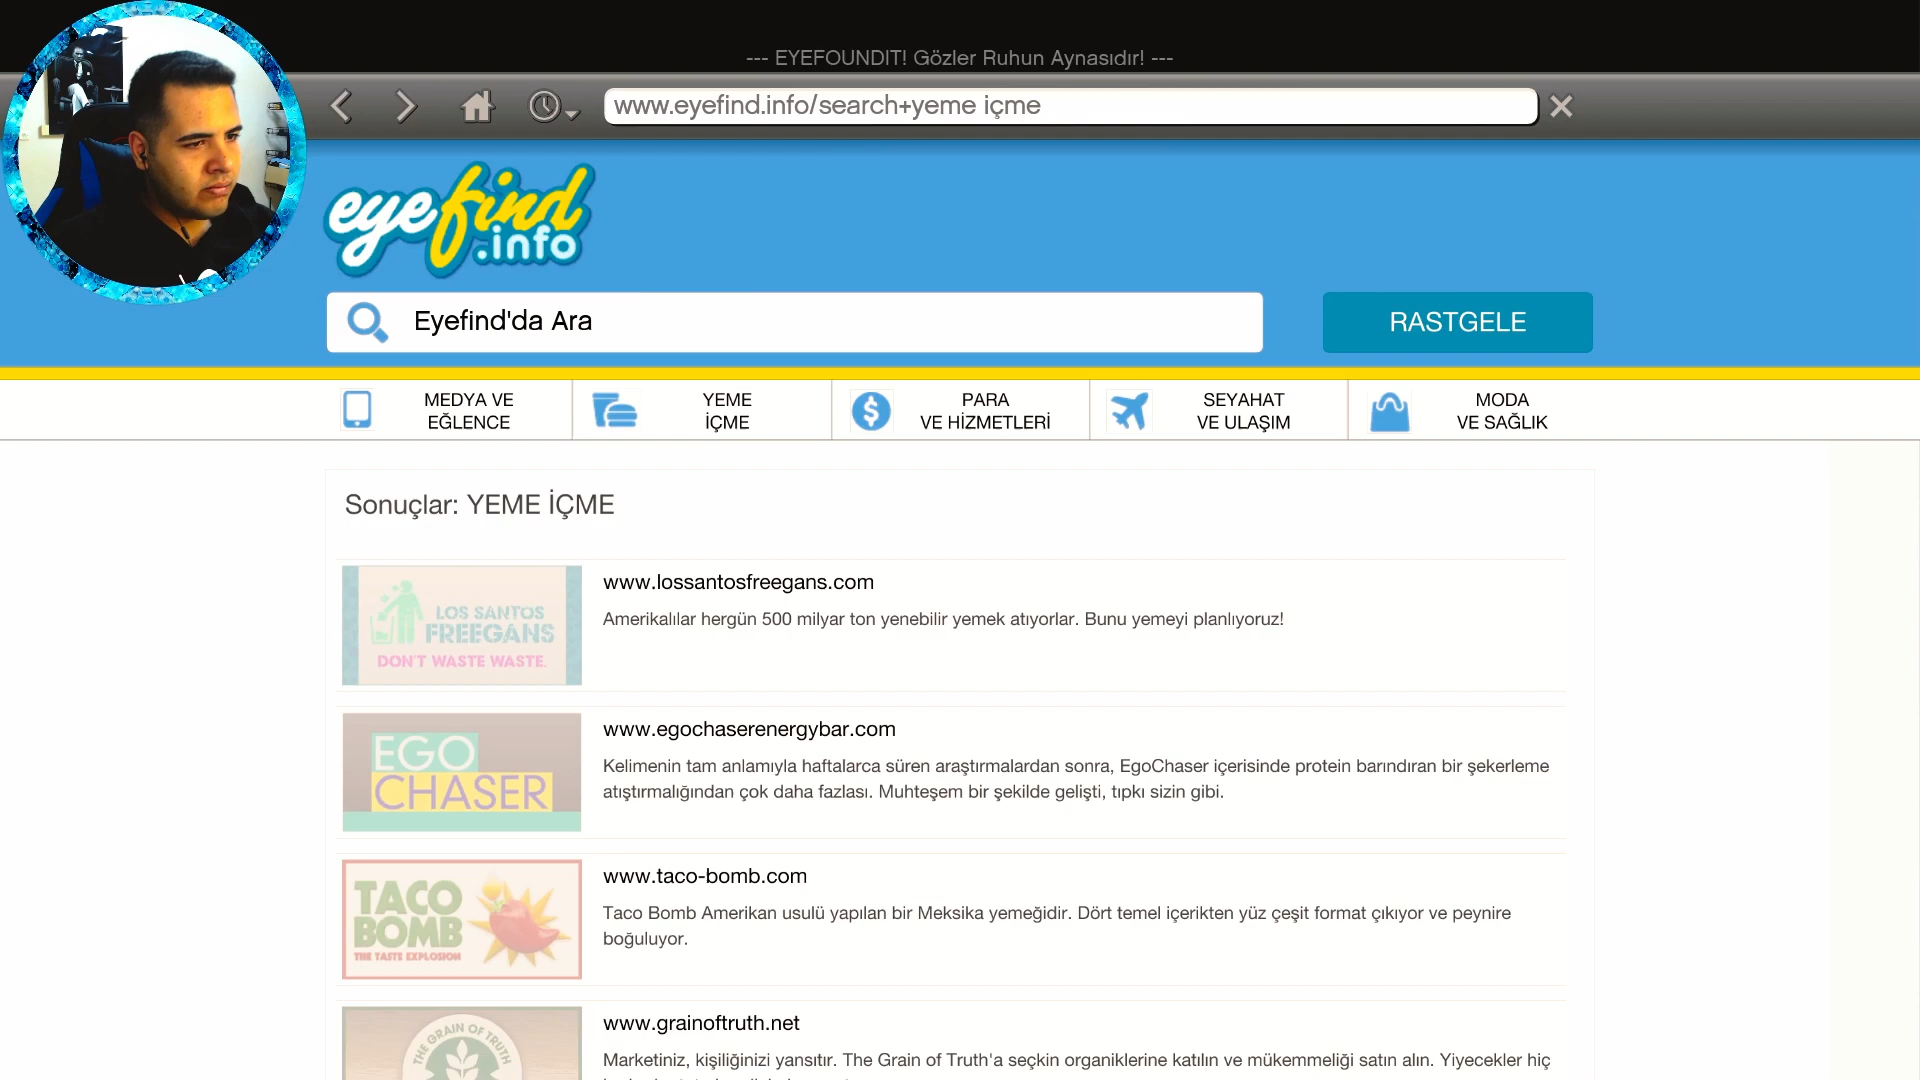 --- EYEFOUNDIT! Gözler Ruhun Aynasıdır! ---
www.eyefind.info/search+yeme içme
eyefind
.info
Eyefind'da Ara
RASTGELE
MEDYA VE
EĞLENCE
YEME
İÇME
PARA
VE HİZMETLERİ
SEYAHAT
VE ULAŞIM
MODA
VE SAĞLIK
Sonuçlar: YEME İÇME
LOS SANTOS
FREEGANS
DON'T WASTE WASTE.
www.lossantosfreegans.com
Amerikalılar hergün 500 milyar ton yenebilir yemek atıyorlar. Bunu yemeyi planlıyoruz!
EGO
CHASER
www.egochaserenergybar.com
Kelimenin tam anlamıyla haftalarca süren araştırmalardan sonra, EgoChaser içerisinde protein barındıran bir şekerleme
atıştırmalığından çok daha fazlası. Muhteşem bir şekilde gelişti, tıpkı sizin gibi.
TACO
BOMB
THE TASTE EXPLOSION
www.taco-bomb.com
Taco Bomb Amerikan usulü yapılan bir Meksika yemeğidir. Dört temel içerikten yüz çeşit format çıkıyor ve peynire
boğuluyor.
THE GRAIN OF TRUTH
www.grainoftruth.net
Marketiniz, kişiliğinizi yansıtır. The Grain of Truth'a seçkin organiklerine katılın ve mükemmeliği satın alın. Yiyecekler hiç